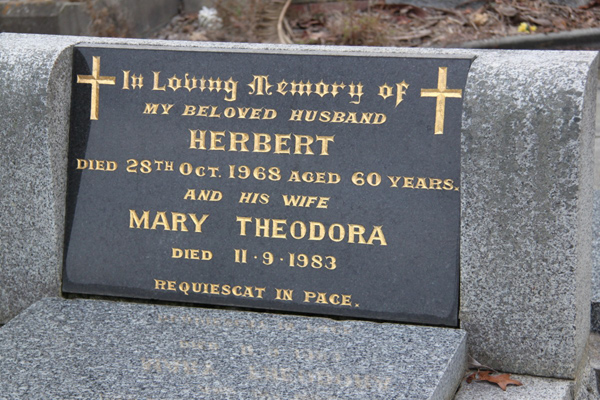 In Loving Memory of
MY BELOVED HUSBAND
HERBERT
DIED 28TH OCT. 1968 AGED 60 YEARS.
AND HIS WIFE
MARY THEODORA
DIED 11·9·1983
REQUIESCAT IN PACE.